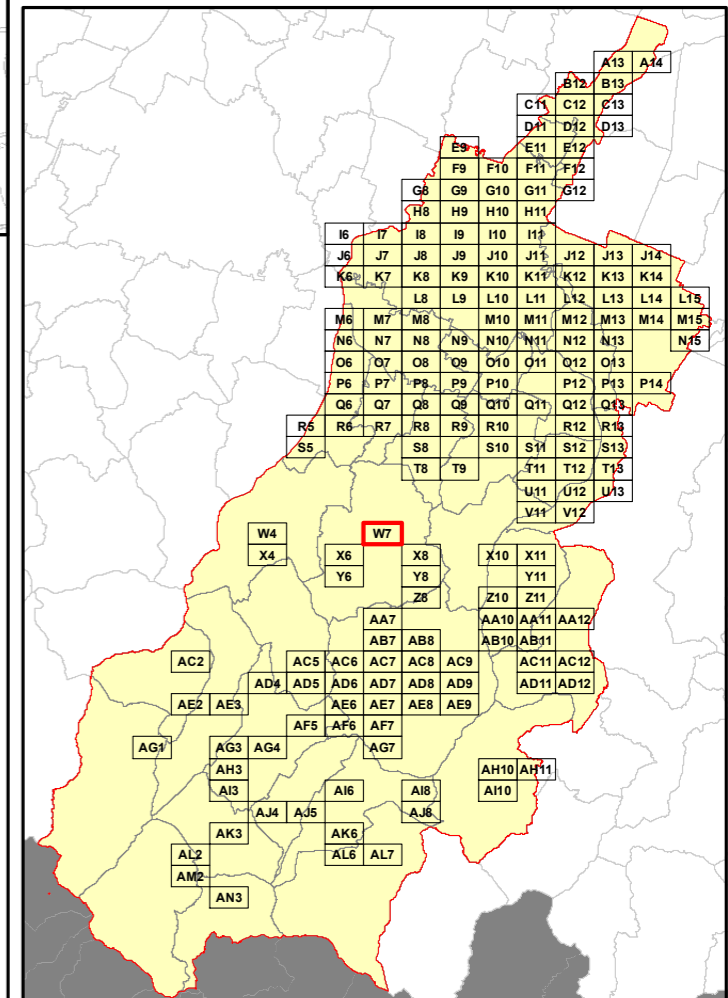 A13 A14
B12 B13
C11 C12 C13
D11 D12 D13
E9 E11 E12
F9 F10 F11 F12
G8 G9 G10 G11 G12
H8 H9 H10 H11
I6 I7 I8 I9 I10 I11
J6 J7 J8 J9 J10 J11 J12 J13 J14
K6 K7 K8 K9 K10 K11 K12 K13 K14
L8 L9 L10 L11 L12 L13 L14 L15
M6 M7 M8 M10 M11 M12 M13 M14 M15
N6 N7 N8 N9 N10 N11 N12 N13 N15
O6 O7 O8 O9 O10 O11 O12 O13
P6 P7 P8 P9 P10 P12 P13 P14
Q6 Q7 Q8 Q9 Q10 Q11 Q12 Q13
R5 R6 R7 R8 R9 R10 R12 R13
S5 S8 S10 S11 S12 S13
T8 T9 T11 T12 T13
U11 U12 U13
V11 V12
W4 W7
X4 X6 X8 X10 X11
Y6 Y8 Y11
Z8 Z10 Z11
AA7 AA10 AA11 AA12
AB7 AB8 AB10 AB11
AC2 AC5 AC6 AC7 AC8 AC9 AC11 AC12
AD4 AD5 AD6 AD7 AD8 AD9 AD11 AD12
AE2 AE3 AE6 AE7 AE8 AE9
AF5 AF6 AF7
AG1 AG3 AG4 AG7
AH3 AH10 AH11
AI3 AI6 AI8 AI10
AJ4 AJ5 AJ8
AK3 AK6
AL2 AL6 AL7
AM2
AN3